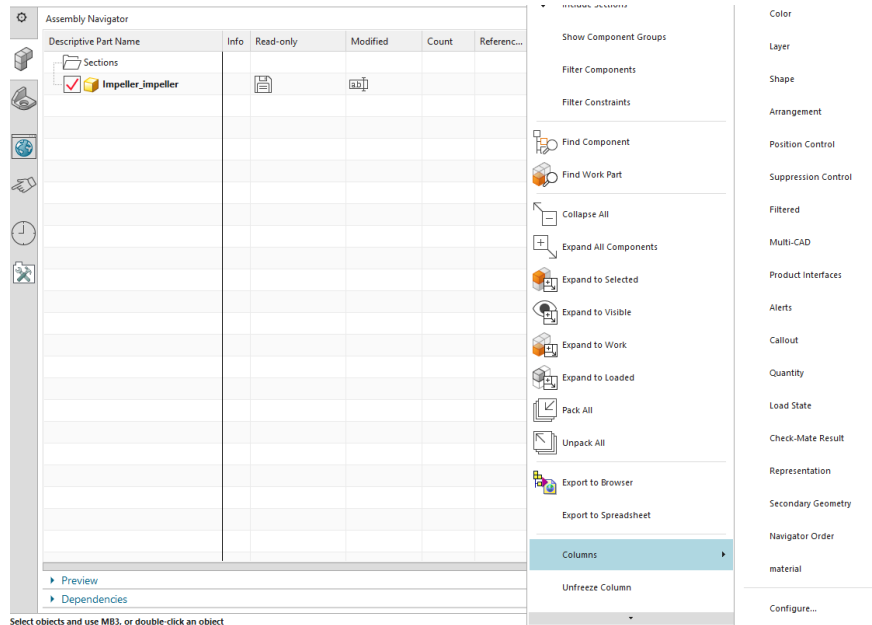 Assembly Navigator
Descriptive Part Name Info Read-only Modified Count Referenc...
Sections
Impeller_impeller
Preview
Dependencies
Select objects and use MB3, or double-click an object
Include Sections
Show Component Groups
Filter Components
Filter Constraints
Find Component
Find Work Part
Collapse All
Expand All Components
Expand to Selected
Expand to Visible
Expand to Work
Expand to Loaded
Pack All
Unpack All
Export to Browser
Export to Spreadsheet
Columns
Unfreeze Column
Color
Layer
Shape
Arrangement
Position Control
Suppression Control
Filtered
Multi-CAD
Product Interfaces
Alerts
Callout
Quantity
Load State
Check-Mate Result
Representation
Secondary Geometry
Navigator Order
material
Configure...